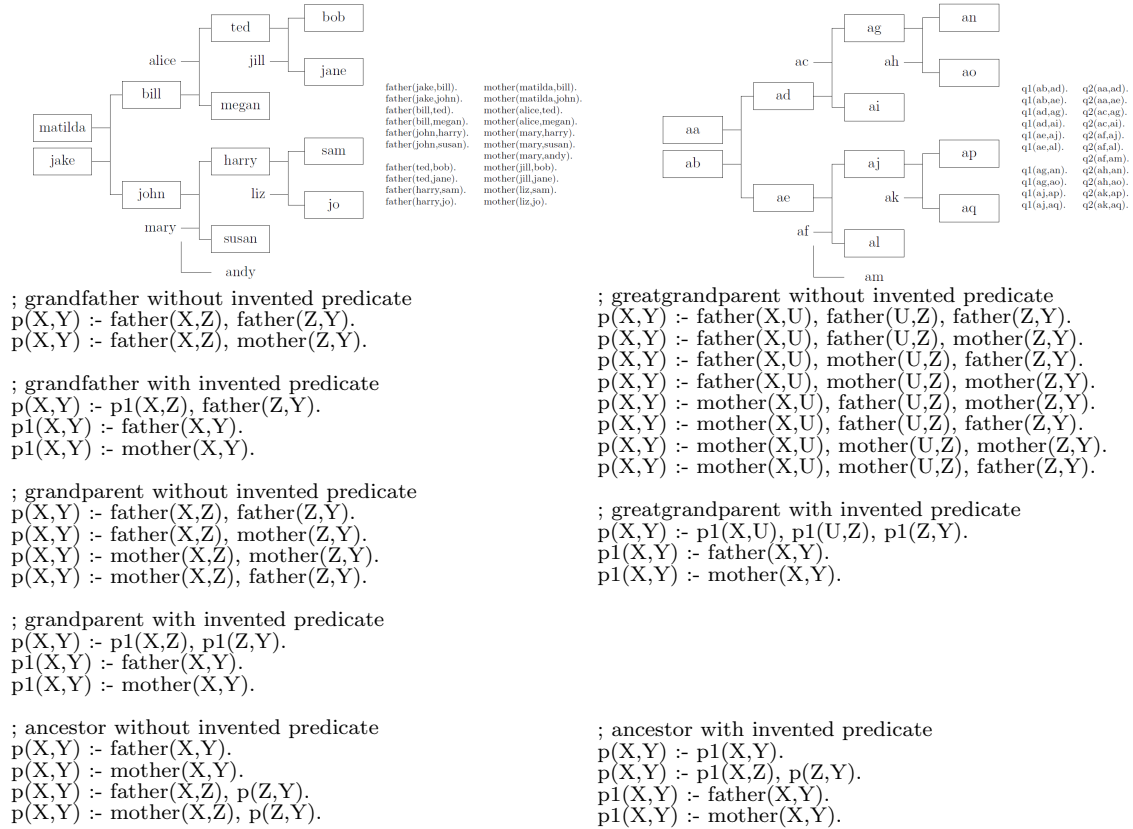 bob
ted
alice
jill
jane
bill
megan
matilda
jake
harry
sam
john
liz
jo
mary
susan
andy
father(jake,bill). mother(matilda,bill).
father(jake,john). mother(matilda,john).
father(bill,ted). mother(alice,ted).
father(bill,megan). mother(alice,megan).
father(john,harry). mother(mary,harry).
father(john,susan). mother(mary,susan).
mother(mary,andy).
father(ted,bob). mother(jill,bob).
father(ted,jane). mother(jill,jane).
father(harry,sam). mother(liz,sam).
father(harry,jo). mother(liz,jo).
an
ag
ac
ah
ao
ad
ai
aa
ab
aj
ap
ae
ak
aq
af
al
am
q1(ab,ad). q2(aa,ad).
q1(ab,ae). q2(aa,ae).
q1(ad,ag). q2(ac,ag).
q1(ad,ai). q2(ac,ai).
q1(ae,aj). q2(af,aj).
q1(ae,al). q2(af,al).
q2(af,am).
q1(ag,an). q2(ah,an).
q1(ag,ao). q2(ah,ao).
q1(aj,ap). q2(ak,ap).
q1(aj,aq). q2(ak,aq).
; grandfather without invented predicate
p(X,Y) :- father(X,Z), father(Z,Y).
p(X,Y) :- father(X,Z), mother(Z,Y).
; grandfather with invented predicate
p(X,Y) :- p1(X,Z), father(Z,Y).
p1(X,Y) :- father(X,Y).
p1(X,Y) :- mother(X,Y).
; grandparent without invented predicate
p(X,Y) :- father(X,Z), father(Z,Y).
p(X,Y) :- father(X,Z), mother(Z,Y).
p(X,Y) :- mother(X,Z), mother(Z,Y).
p(X,Y) :- mother(X,Z), father(Z,Y).
; grandparent with invented predicate
p(X,Y) :- p1(X,Z), p1(Z,Y).
p1(X,Y) :- father(X,Y).
p1(X,Y) :- mother(X,Y).
; ancestor without invented predicate
p(X,Y) :- father(X,Y).
p(X,Y) :- mother(X,Y).
p(X,Y) :- father(X,Z), p(Z,Y).
p(X,Y) :- mother(X,Z), p(Z,Y).
; greatgrandparent without invented predicate
p(X,Y) :- father(X,U), father(U,Z), father(Z,Y).
p(X,Y) :- father(X,U), father(U,Z), mother(Z,Y).
p(X,Y) :- father(X,U), mother(U,Z), father(Z,Y).
p(X,Y) :- father(X,U), mother(U,Z), mother(Z,Y).
p(X,Y) :- mother(X,U), father(U,Z), mother(Z,Y).
p(X,Y) :- mother(X,U), father(U,Z), father(Z,Y).
p(X,Y) :- mother(X,U), mother(U,Z), mother(Z,Y).
p(X,Y) :- mother(X,U), mother(U,Z), father(Z,Y).
; greatgrandparent with invented predicate
p(X,Y) :- p1(X,U), p1(U,Z), p1(Z,Y).
p1(X,Y) :- father(X,Y).
p1(X,Y) :- mother(X,Y).
; ancestor with invented predicate
p(X,Y) :- p1(X,Y).
p(X,Y) :- p1(X,Z), p(Z,Y).
p1(X,Y) :- father(X,Y).
p1(X,Y) :- mother(X,Y).